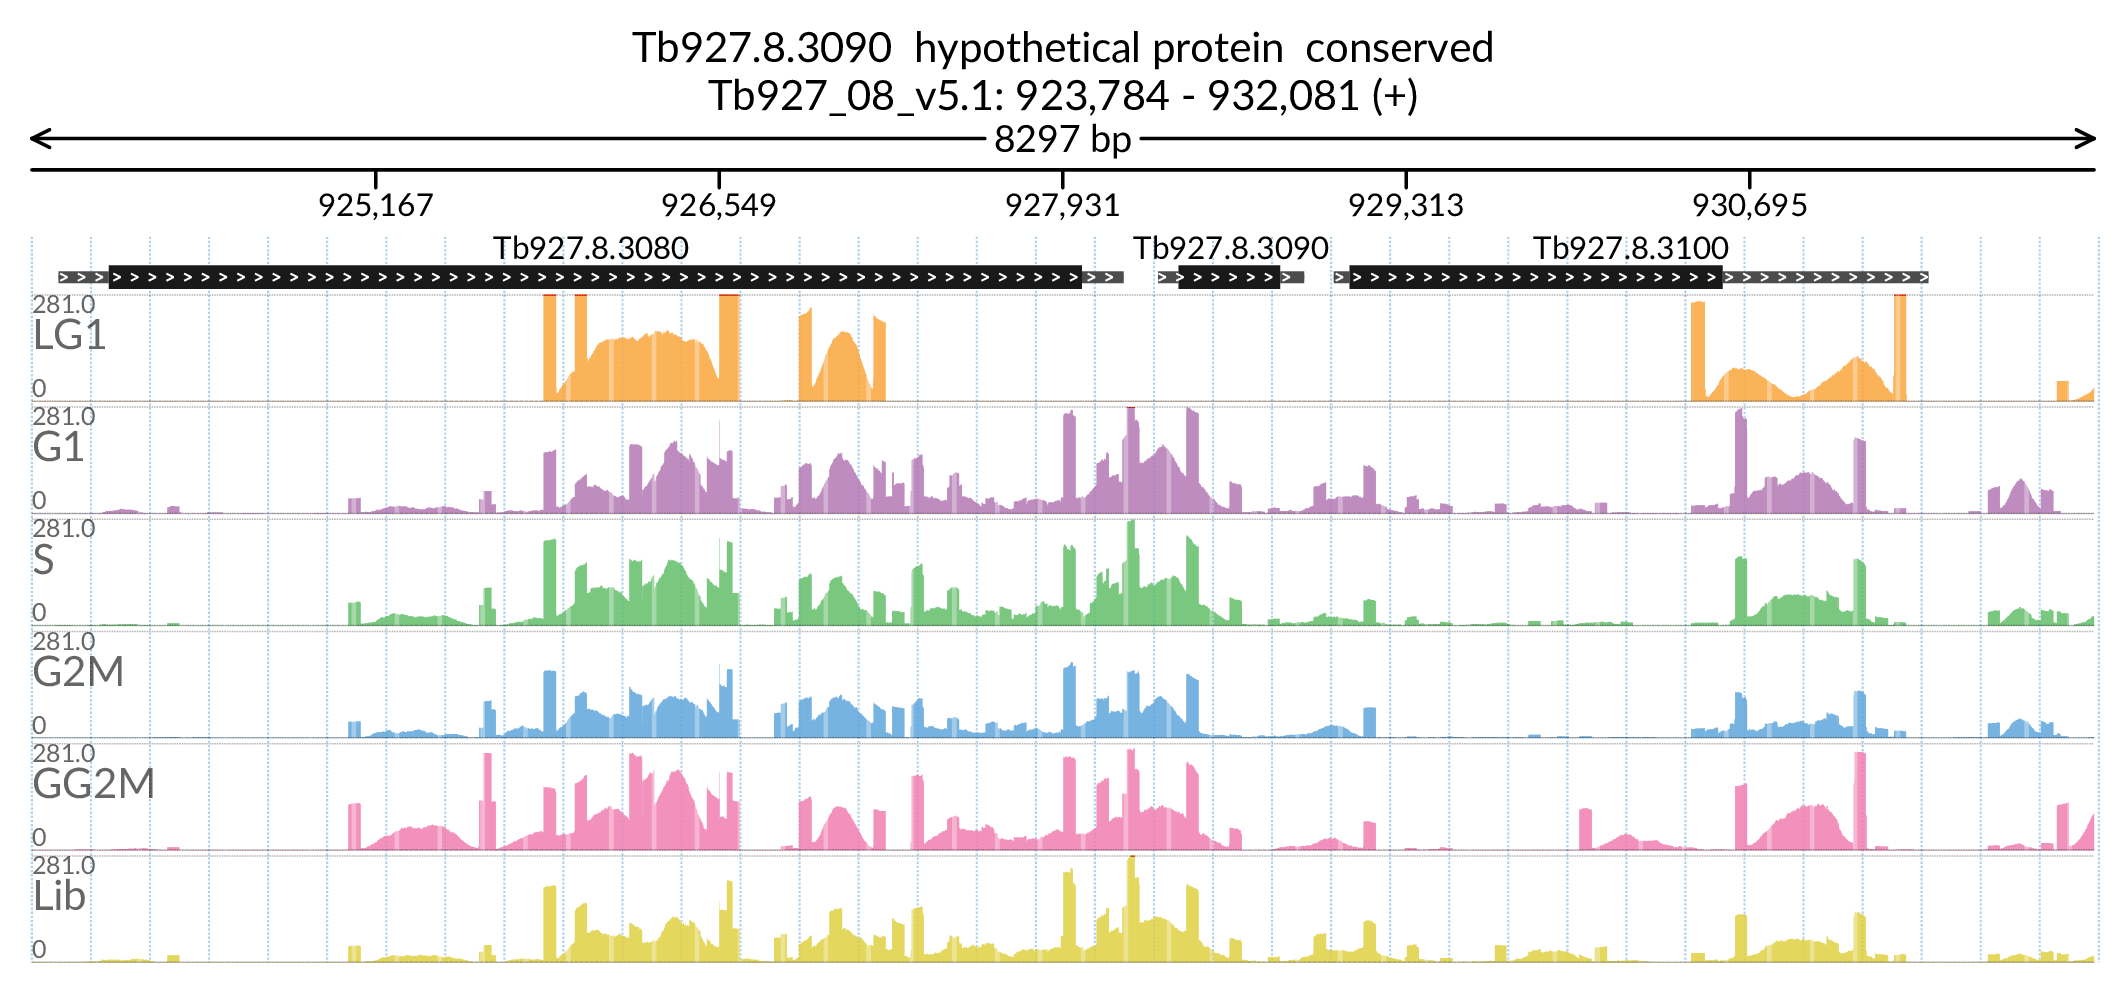 Tb927.8.3090 hypothetical protein conserved
Tb927_08_v5.1: 923,784 - 932,081 (+)
8297 bp
925,167 926,549 927,931 929,313 930,695
Tb927.8.3080 Tb927.8.3090 Tb927.8.3100
281.0
LG1
0
281.0
G1
0
281.0
S
0
281.0
G2M
0
281.0
GG2M
0
281.0
Lib
0